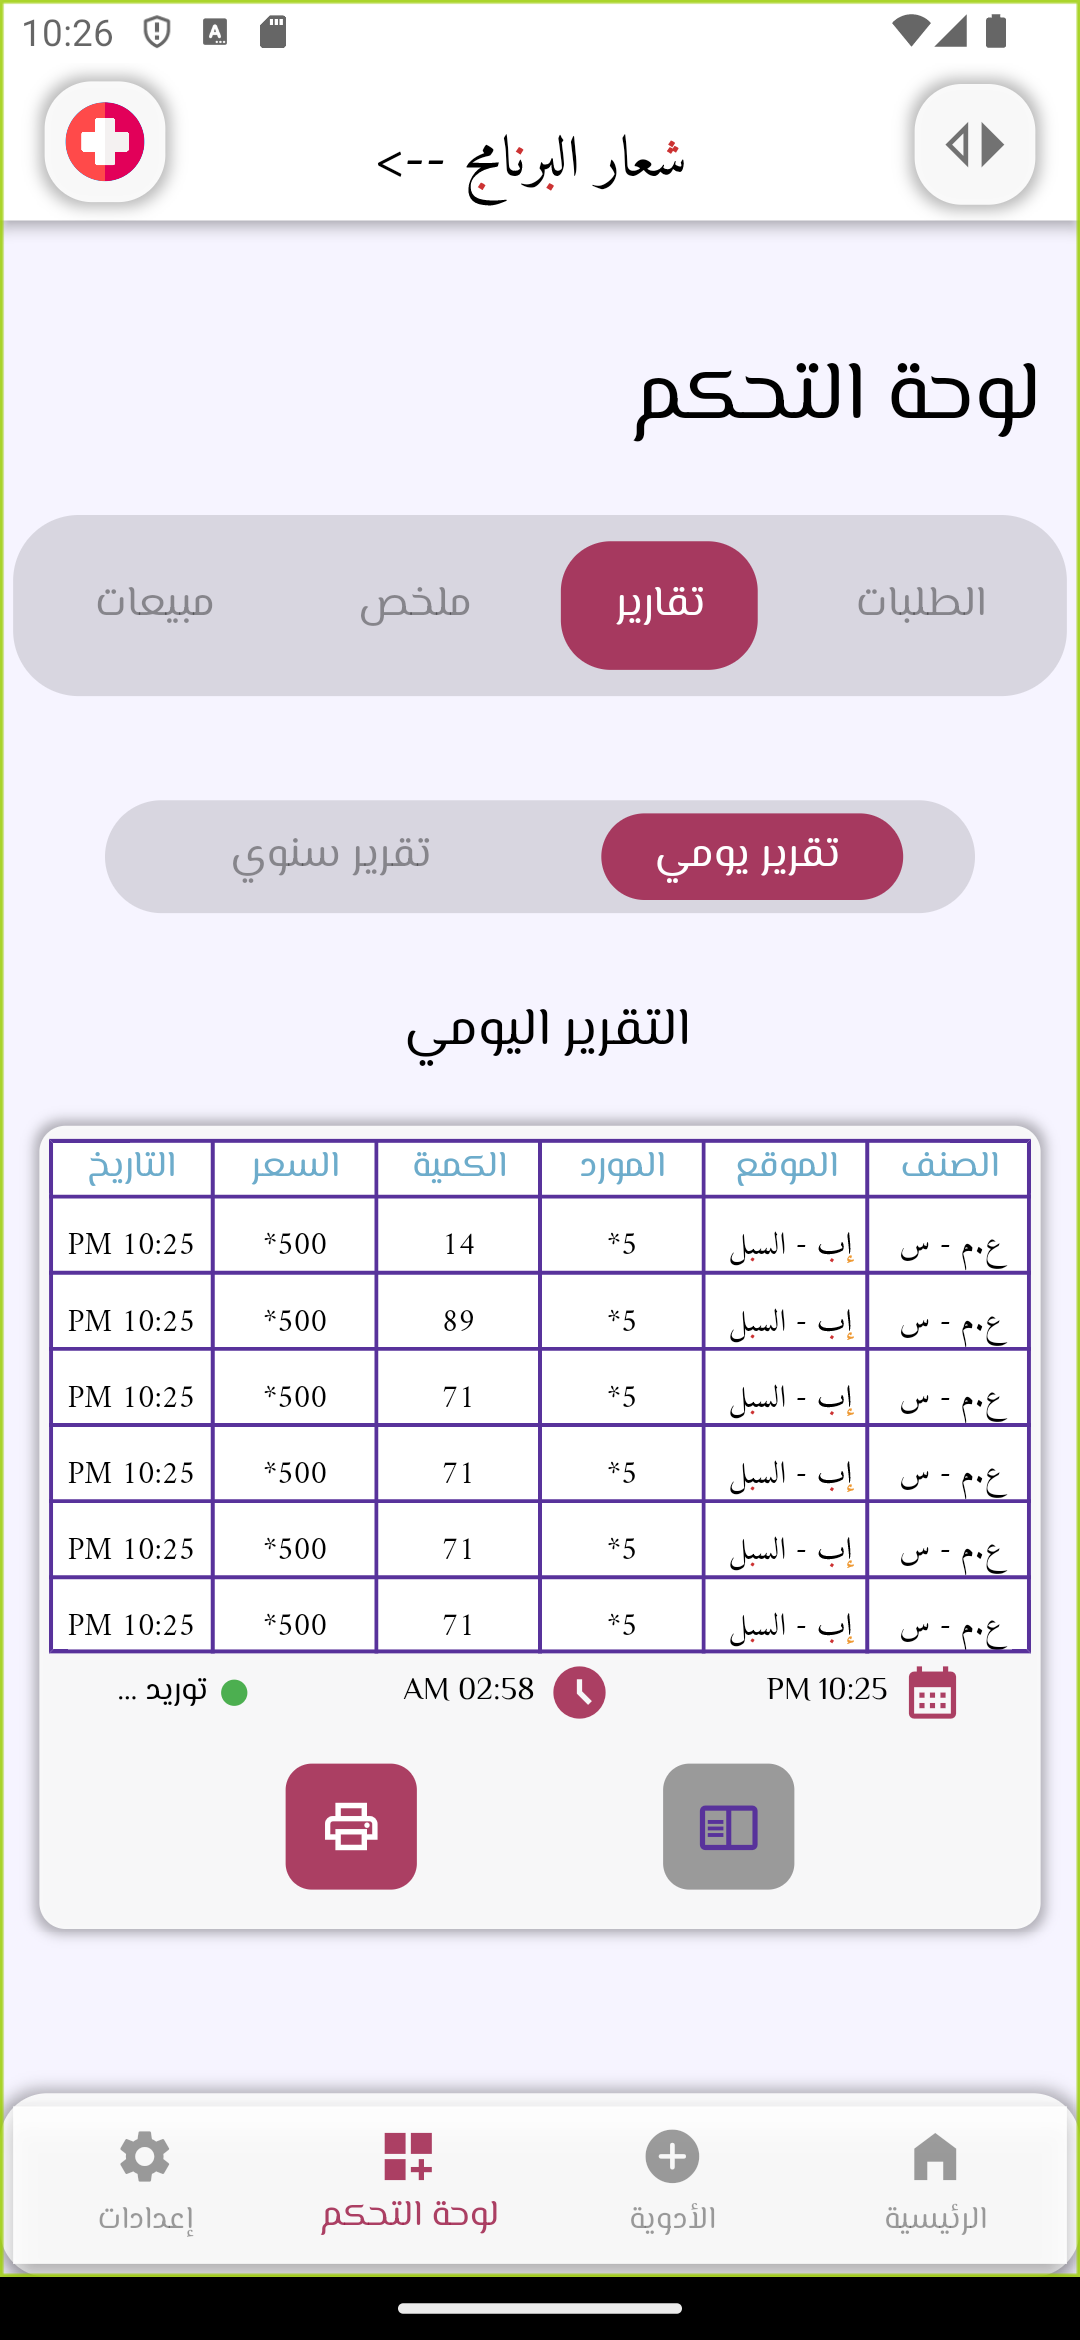 10:26
شعار البرنامج -->
لوحة التحكم
الطلبات تقارير ملخص مبيعات
تقرير يومي تقرير سنوي
التقرير اليومي
الصنف الموقع المورد الكمية السعر التاريخ
ع.م - س إب - السبل 5* 14 500* 10:25 PM
ع.م - س إب - السبل 5* 89 500* 10:25 PM
ع.م - س إب - السبل 5* 71 500* 10:25 PM
ع.م - س إب - السبل 5* 71 500* 10:25 PM
ع.م - س إب - السبل 5* 71 500* 10:25 PM
ع.م - س إب - السبل 5* 71 500* 10:25 PM
10:25 PM 02:58 AM توريد ...
الرئيسية الأدوية لوحة التحكم إعدادات